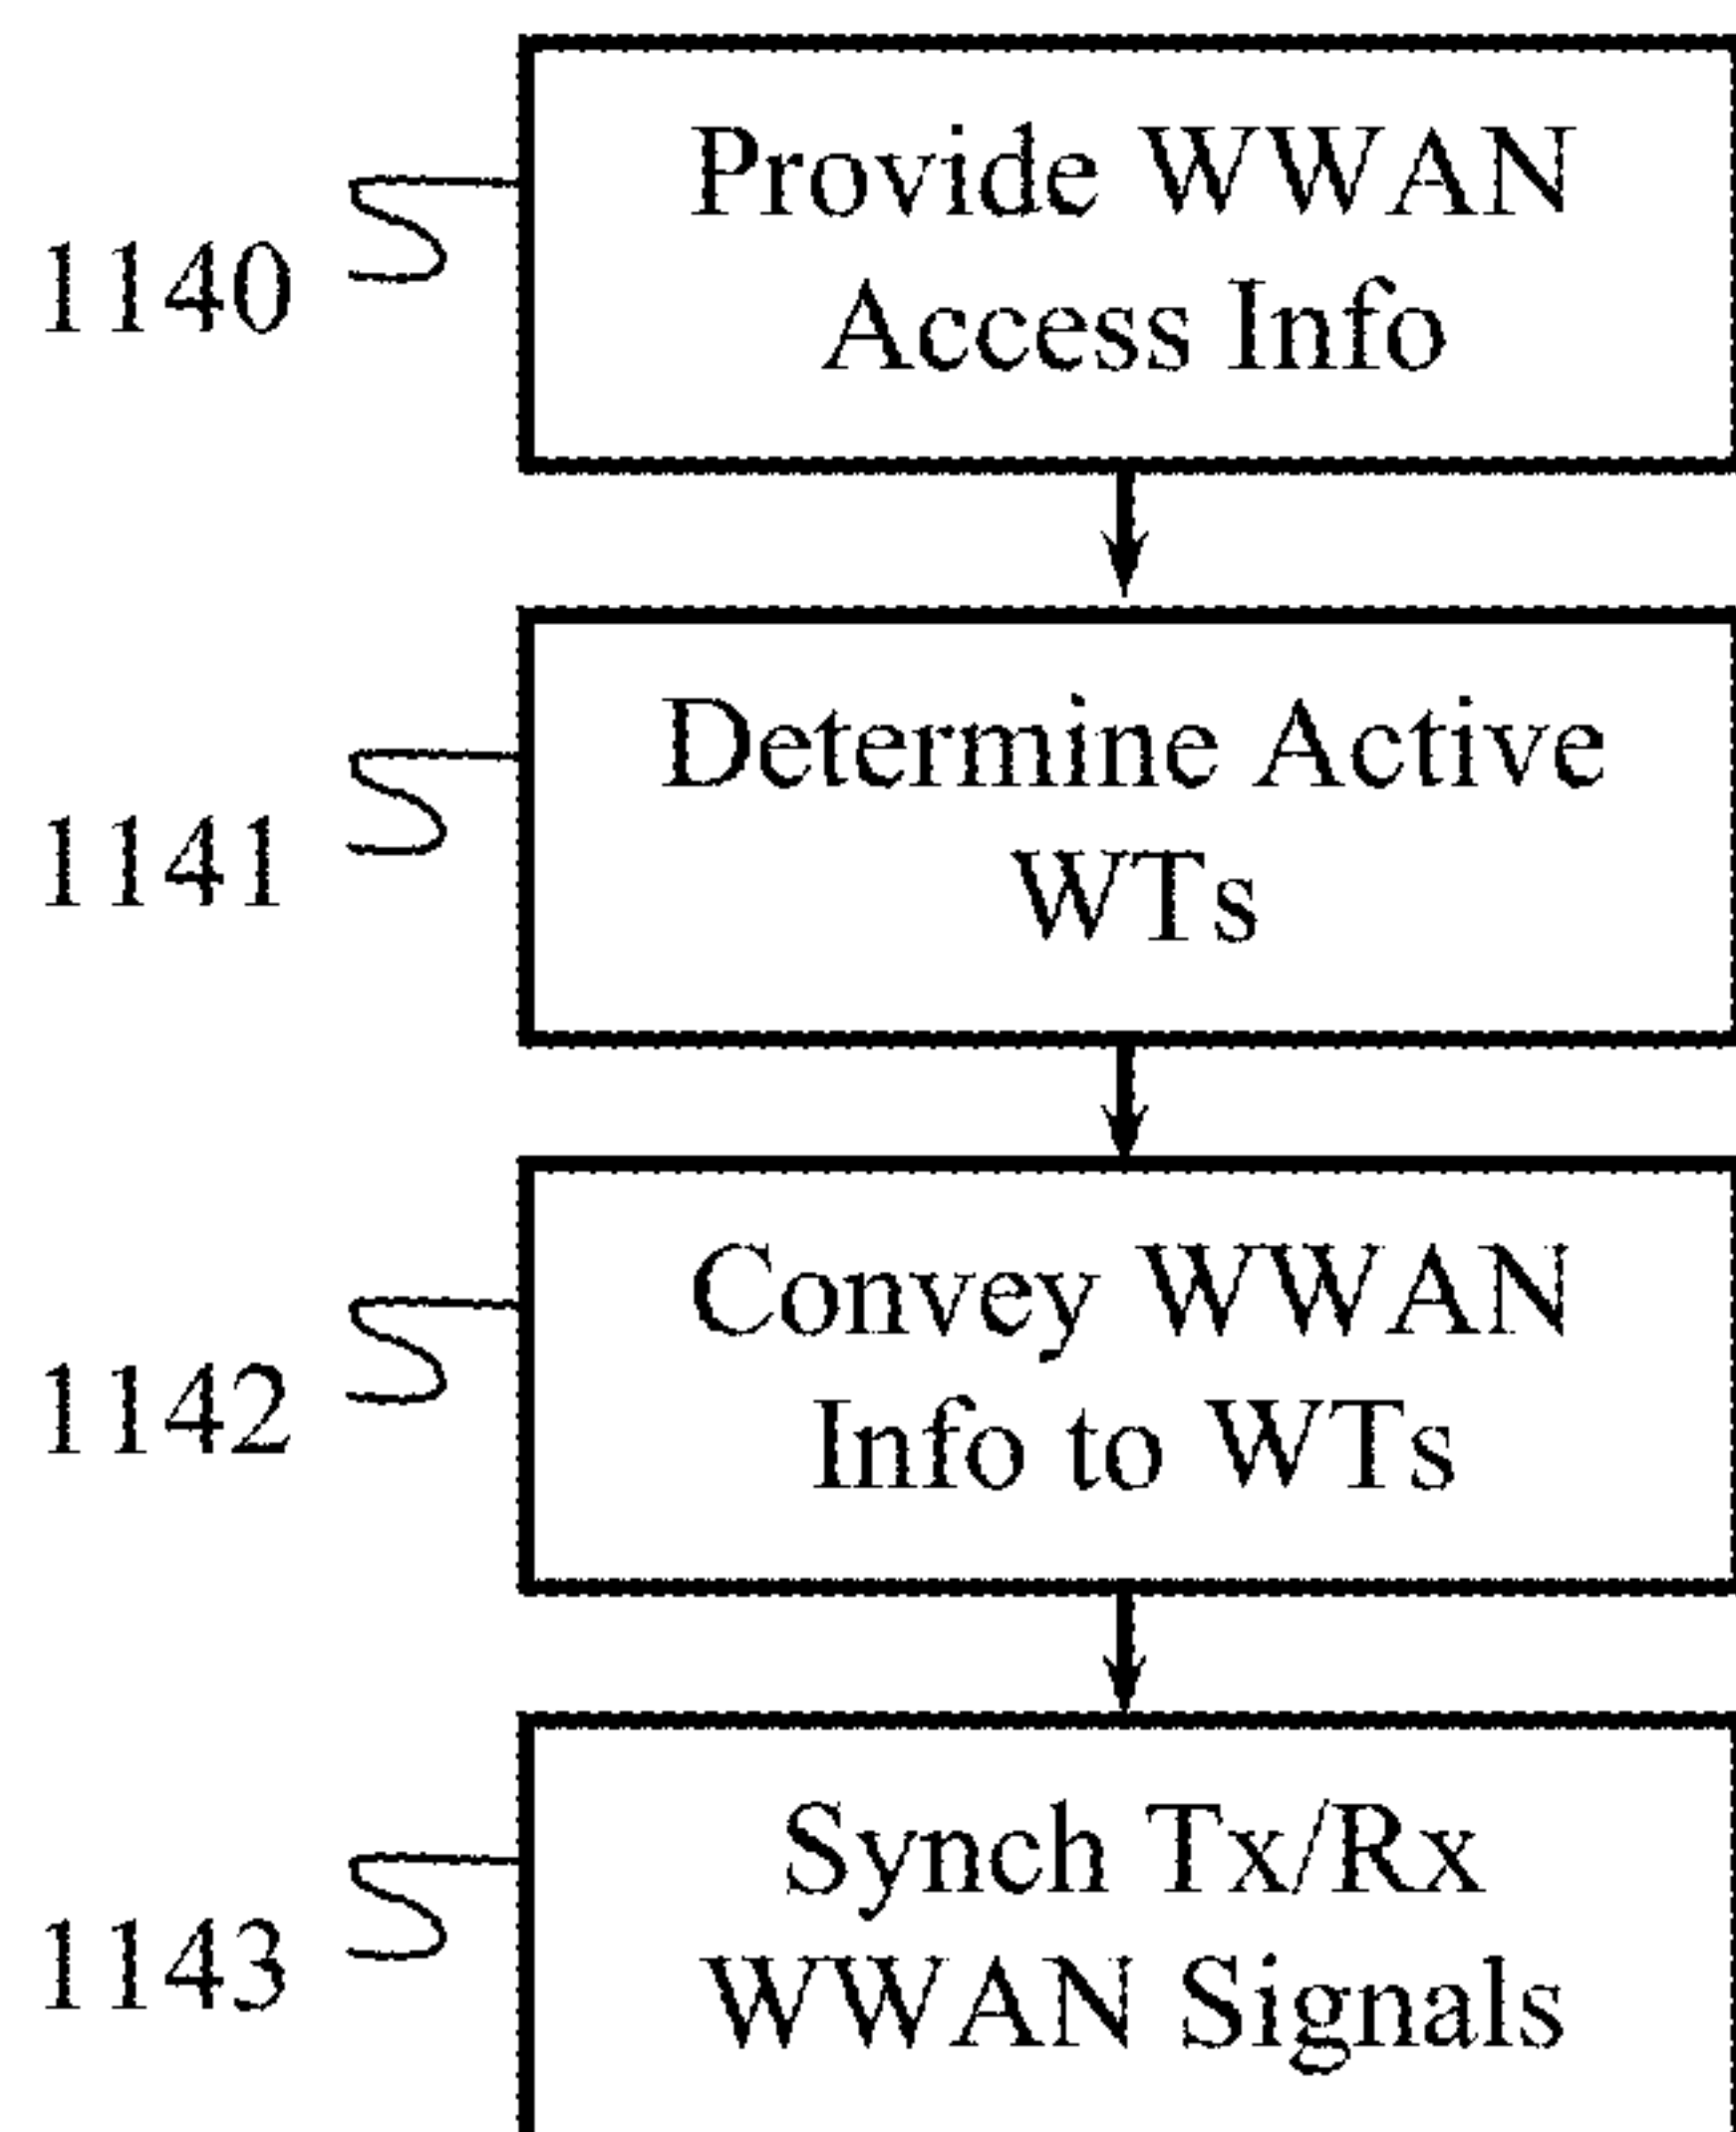 Provide WWAN
Access Info
1140
Determine Active
WTs
1141
Convey WWAN
Info to WTs
1142
Synch Tx/Rx
WWAN Signals
1143